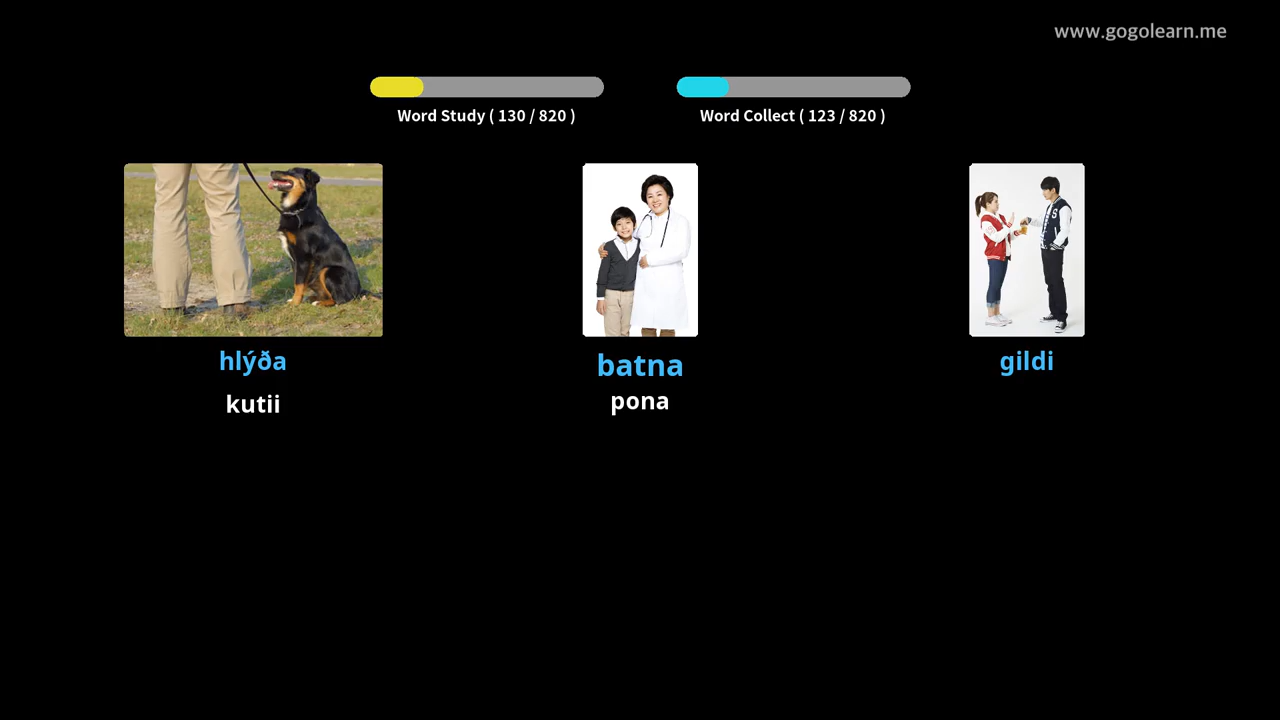 www.gogolearn.me
Word Study ( 130 / 820 )
Word Collect ( 123 / 820 )
hlýða
batna
gildi
kutii
pona